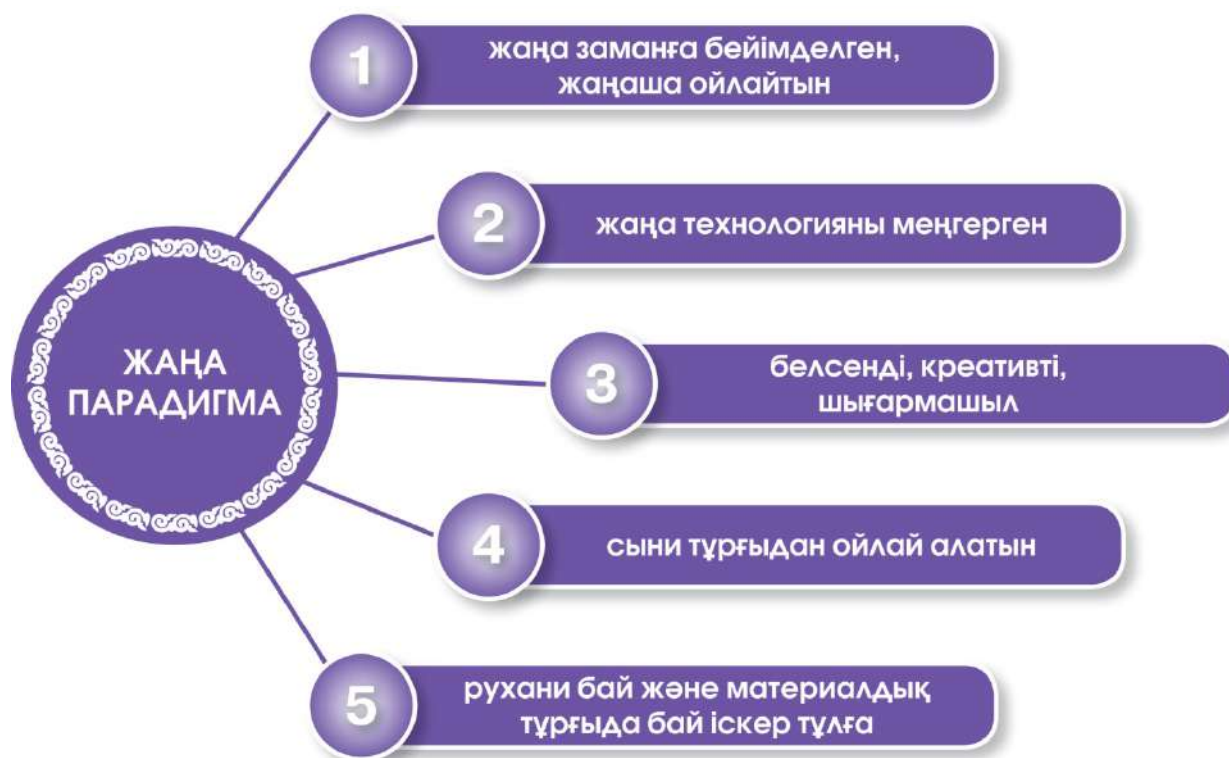 1
жаңа заманға бейімделген,
жаңаша ойлайтын
2
жаңа технологияны меңгерген
ЖАҢА
ПАРАДИГМА
3
белсенді, креативті,
шығармашыл
4
сыни тұрғыдан ойлай алатын
5
рухани бай және материалдық
тұрғыда бай іскер тұлға